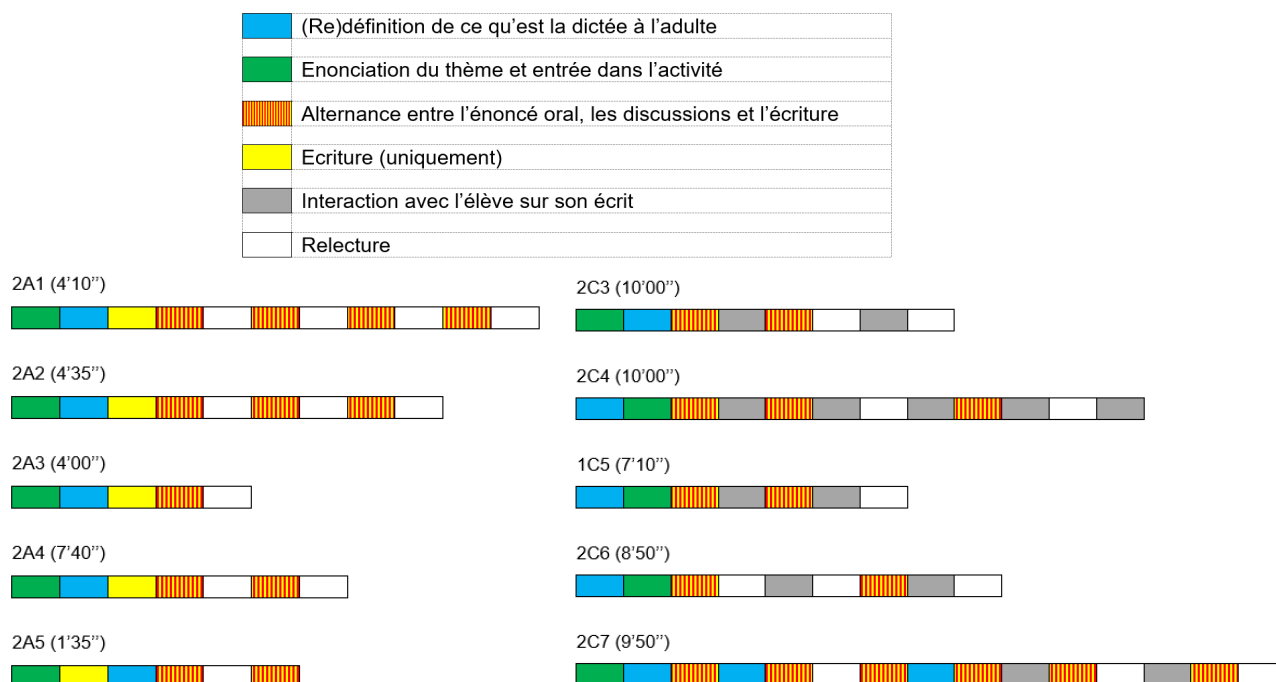 (Re)définition de ce qu’est la dictée à l’adulte
Enonciation du thème et entrée dans l’activité
Alternance entre l’énoncé oral, les discussions et l’écriture
Ecriture (uniquement)
Interaction avec l’élève sur son écrit
Relecture
2A1 (4’10’’)
2A2 (4’35’’)
2A3 (4’00’’)
2A4 (7’40’’)
2A5 (1’35’’)
2C3 (10’00’’)
2C4 (10’00’’)
1C5 (7’10’’)
2C6 (8’50’’)
2C7 (9’50’’)